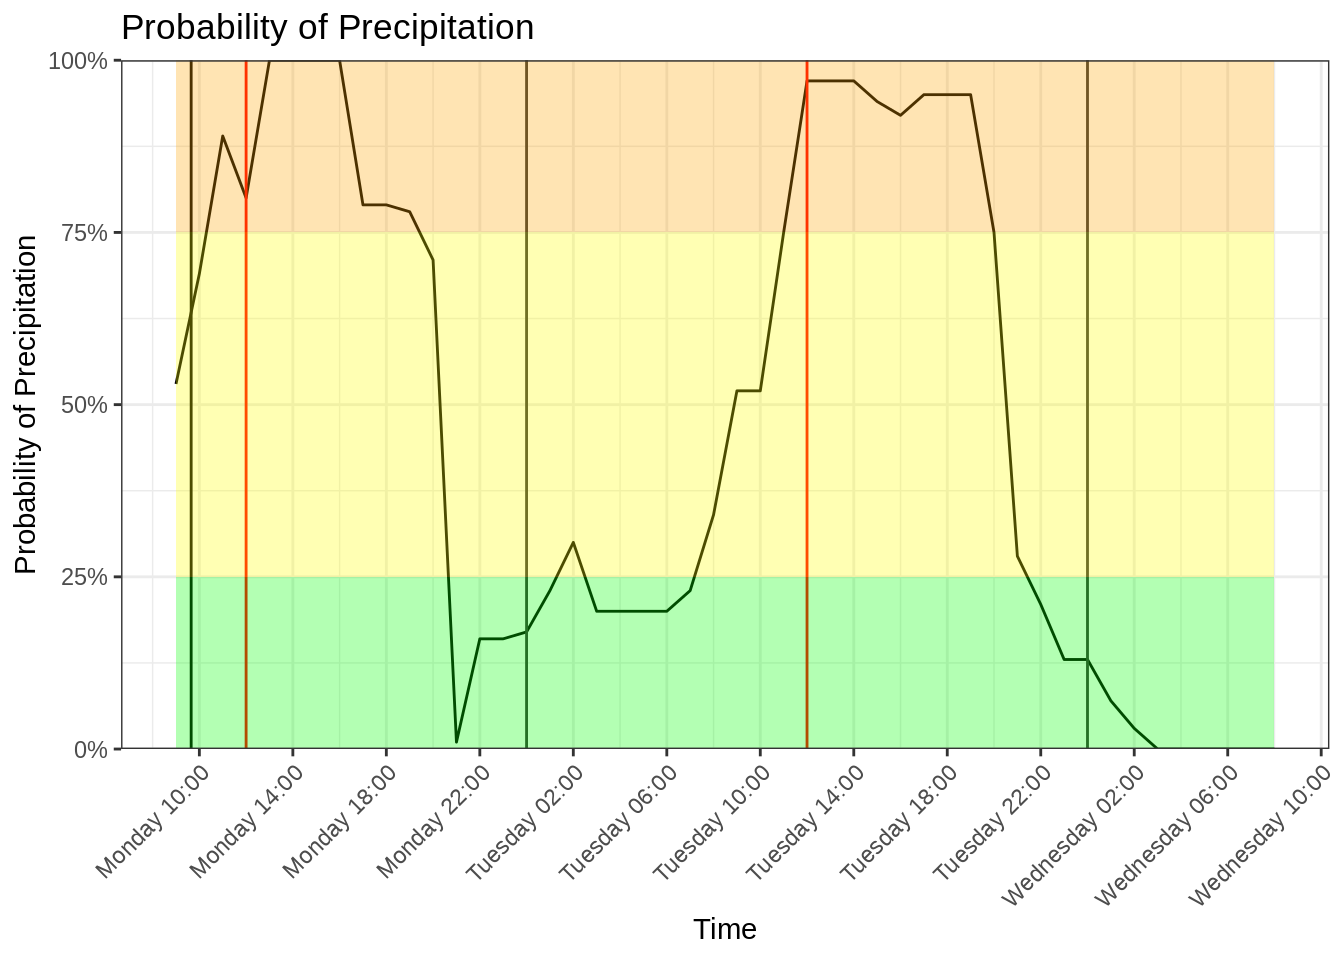 Probability of Precipitation
Probability of Precipitation
100%
75%
50%
25%
0%
Monday 10:00
Monday 14:00
Monday 18:00
Monday 22:00
Tuesday 02:00
Tuesday 06:00
Tuesday 10:00
Tuesday 14:00
Tuesday 18:00
Tuesday 22:00
Wednesday 02:00
Wednesday 06:00
Wednesday 10:00
Time